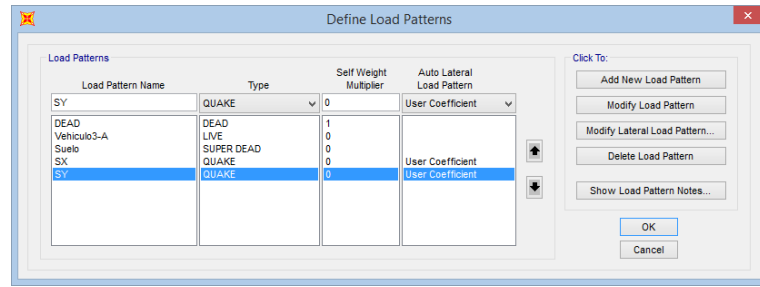 Define Load Patterns
Load Patterns
Click To:
Load Pattern Name Type Self Weight Multiplier Auto Lateral Load Pattern
SY QUAKE 0 User Coefficient
DEAD DEAD 1
Vehiculo3-A LIVE 0
Suelo SUPER DEAD 0
SX QUAKE 0 User Coefficient
SY QUAKE 0 User Coefficient
Add New Load Pattern
Modify Load Pattern
Modify Lateral Load Pattern...
Delete Load Pattern
Show Load Pattern Notes...
OK
Cancel